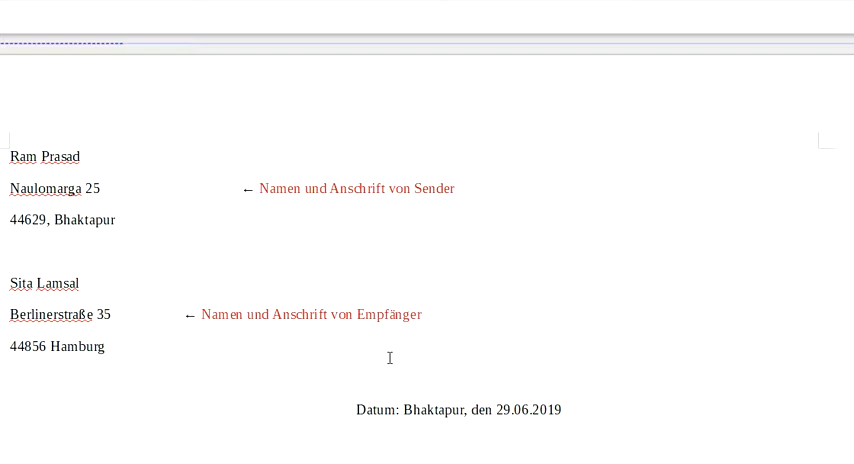 Ram Prasad
Naulomarga 25 ← Namen und Anschrift von Sender
44629, Bhaktapur
Sita Lamsal
Berlinerstraße 35 ← Namen und Anschrift von Empfänger
44856 Hamburg
Datum: Bhaktapur, den 29.06.2019